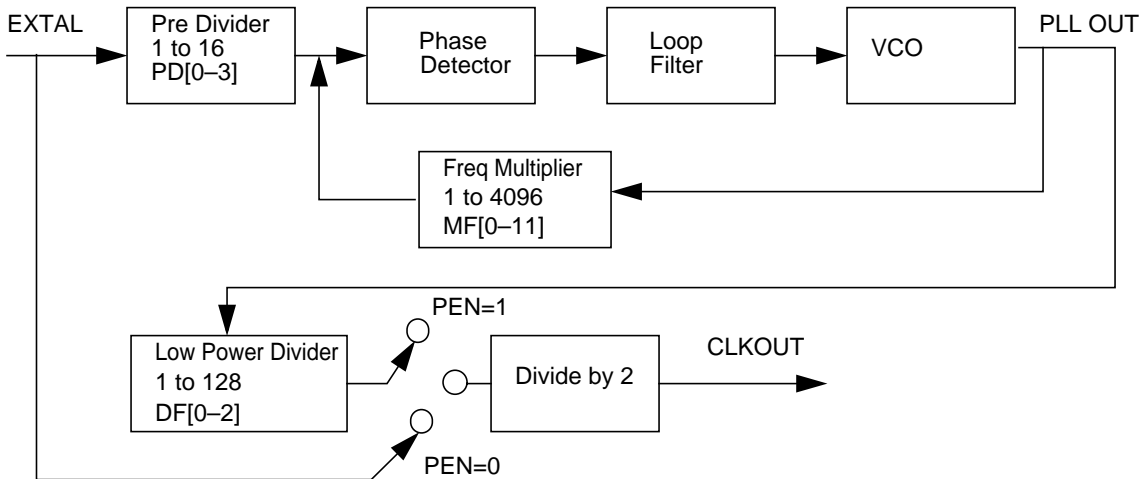 EXTAL
Pre Divider
1 to 16
PD[0–3]
Phase
Detector
Loop
Filter
VCO
PLL OUT
Freq Multiplier
1 to 4096
MF[0–11]
PEN=1
Low Power Divider
1 to 128
DF[0–2]
Divide by 2
CLKOUT
PEN=0